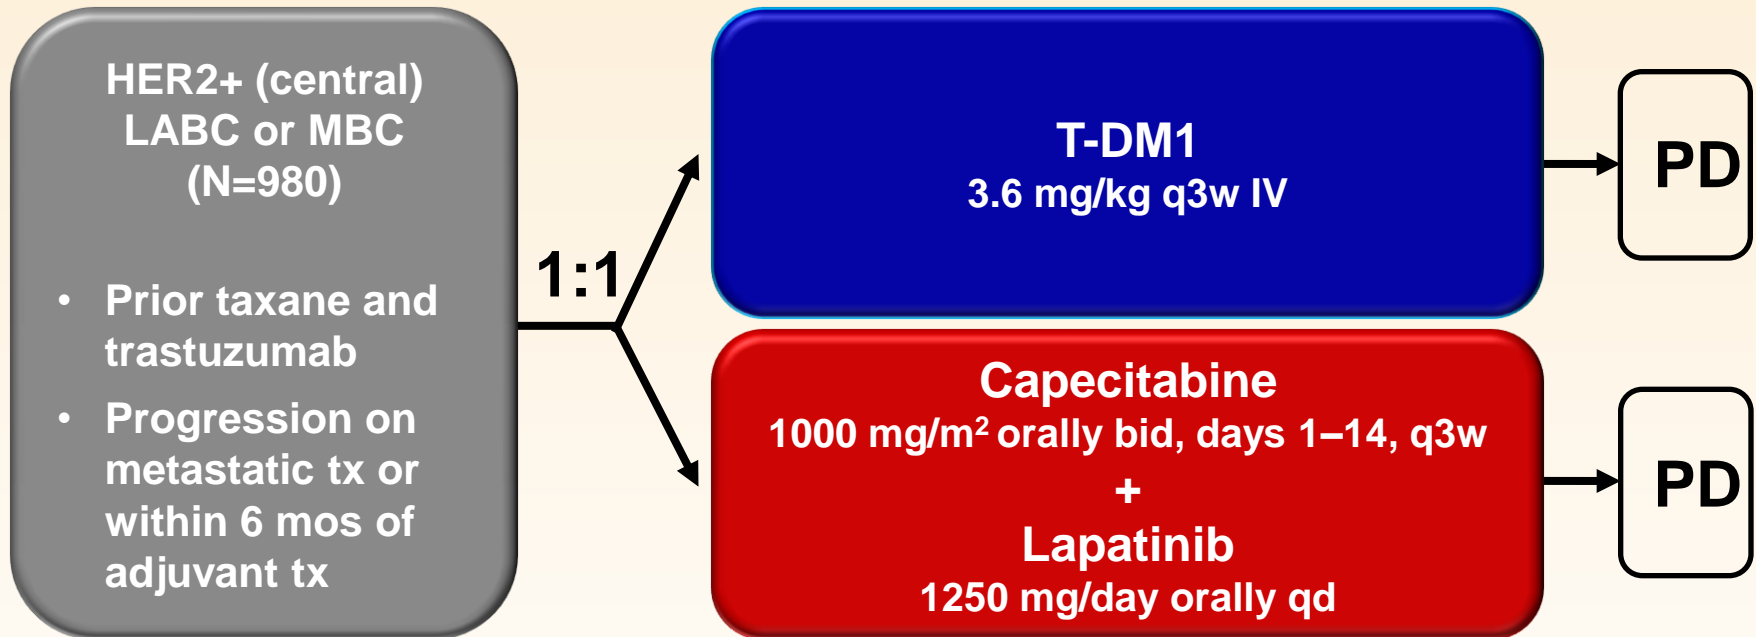 HER2+ (central)
LABC or MBC
(N=980)
• Prior taxane and
trastuzumab
• Progression on
metastatic tx or
within 6 mos of
adjuvant tx
1:1
T-DM1
3.6 mg/kg q3w IV
PD
Capecitabine
1000 mg/m² orally bid, days 1–14, q3w
+
Lapatinib
1250 mg/day orally qd
PD